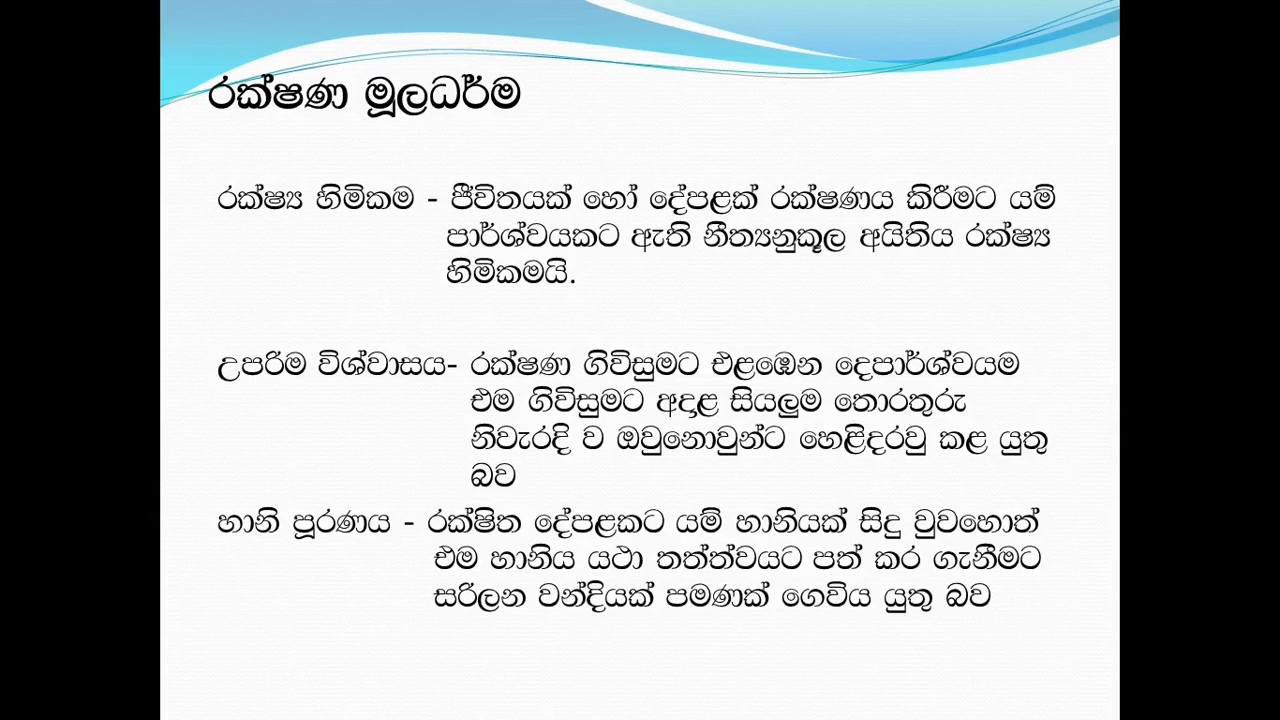 රක්ෂණ මූලධර්ම
රක්ෂ්‍ය හිමිකම - ජීවිතයක් හෝ දේපළක් රක්ෂණය කිරීමට යම්
පාර්ශ්වයකට ඇති නීත්‍යනුකූල අයිතිය රක්ෂ්‍ය
හිමිකමයි.
උපරිම විශ්වාසය- රක්ෂණ ගිවිසුමට එළඹෙන දෙපාර්ශ්වයම
එම ගිවිසුමට අදාළ සියලුම තොරතුරු
නිවැරදි ව ඔවුනොවුන්ට හෙළිදරවු කළ යුතු
බව
හානි පූරණය - රක්ෂිත දේපළකට යම් හානියක් සිදු වුවහොත්
එම හානිය යථා තත්ත්වයට පත් කර ගැනීමට
සරිලන වන්දියක් පමණක් ගෙවිය යුතු බව